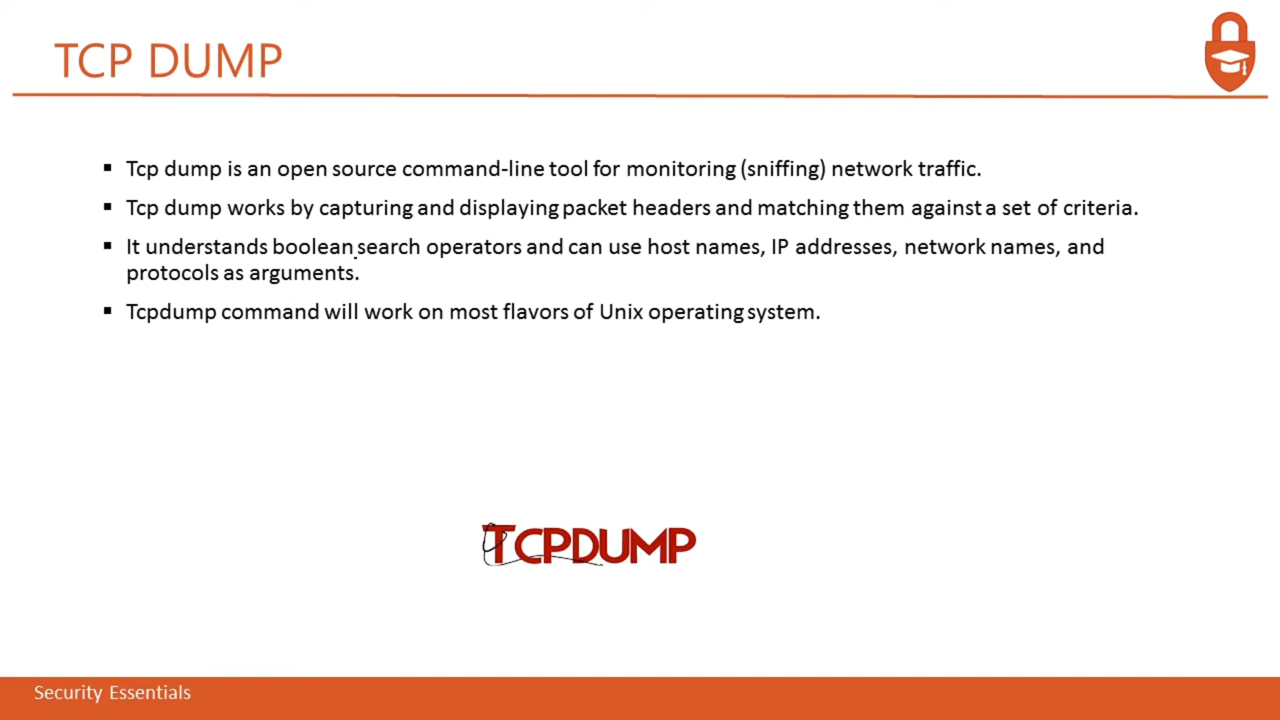 TCP DUMP
▪ Tcp dump is an open source command-line tool for monitoring (sniffing) network traffic.
▪ Tcp dump works by capturing and displaying packet headers and matching them against a set of criteria.
▪ It understands boolean search operators and can use host names, IP addresses, network names, and
protocols as arguments.
▪ Tcpdump command will work on most flavors of Unix operating system.
TCPDUMP
Security Essentials